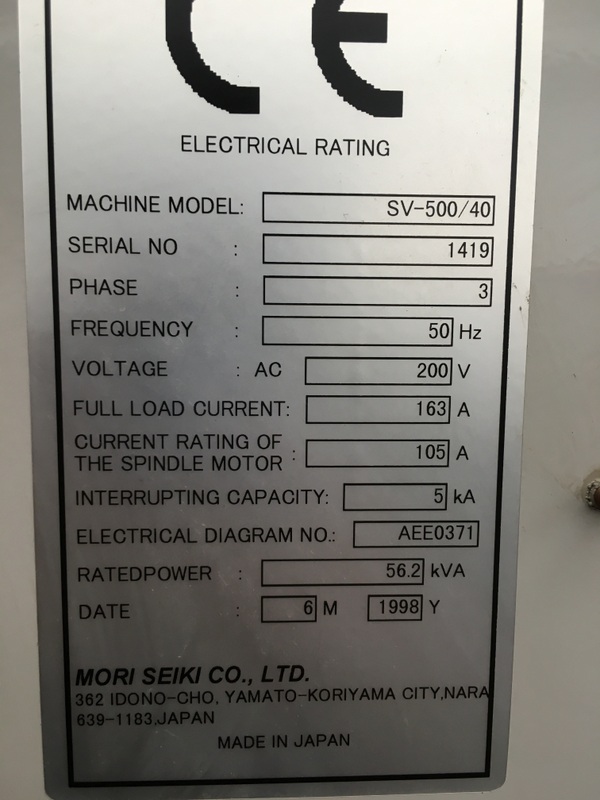 CE
ELECTRICAL RATING
MACHINE MODEL: SV-500/40
SERIAL NO : 1419
PHASE : 3
FREQUENCY : 50 Hz
VOLTAGE : AC 200 V
FULL LOAD CURRENT: 163 A
CURRENT RATING OF
THE SPINDLE MOTOR : 105 A
INTERRUPTING CAPACITY: 5 kA
ELECTRICAL DIAGRAM NO.: AEE0371
RATEDPOWER : 56.2 kVA
DATE : 6 M 1998 Y
MORI SEIKI CO., LTD.
362 IDONO-CHO, YAMATO-KORIYAMA CITY,NARA
639-1183,JAPAN
MADE IN JAPAN